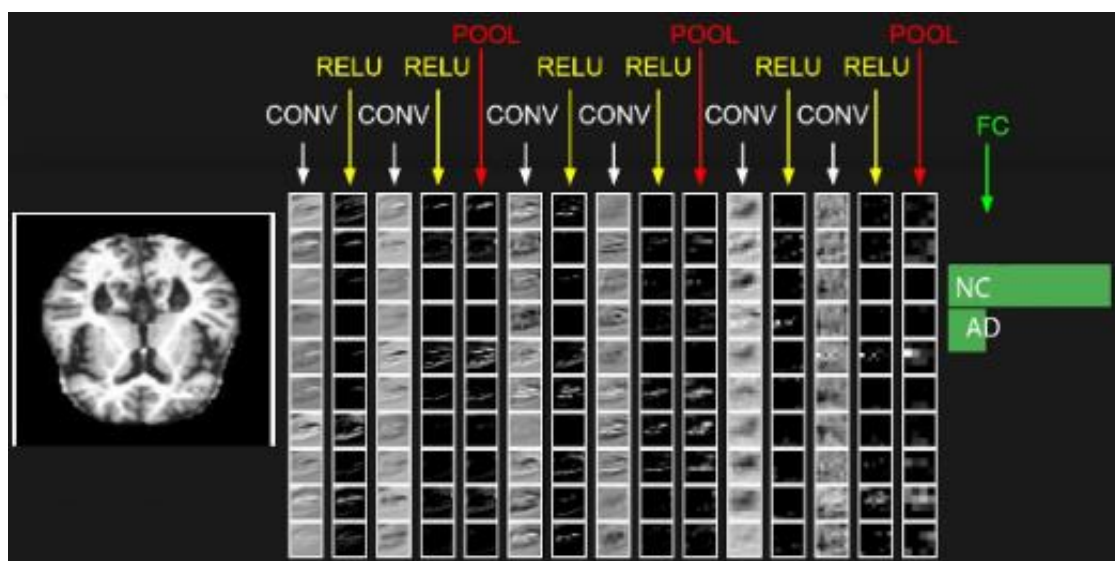 POOL POOL POOL
RELU RELU RELU RELU RELU RELU
CONV CONV CONV CONV CONV CONV FC
NC
AD